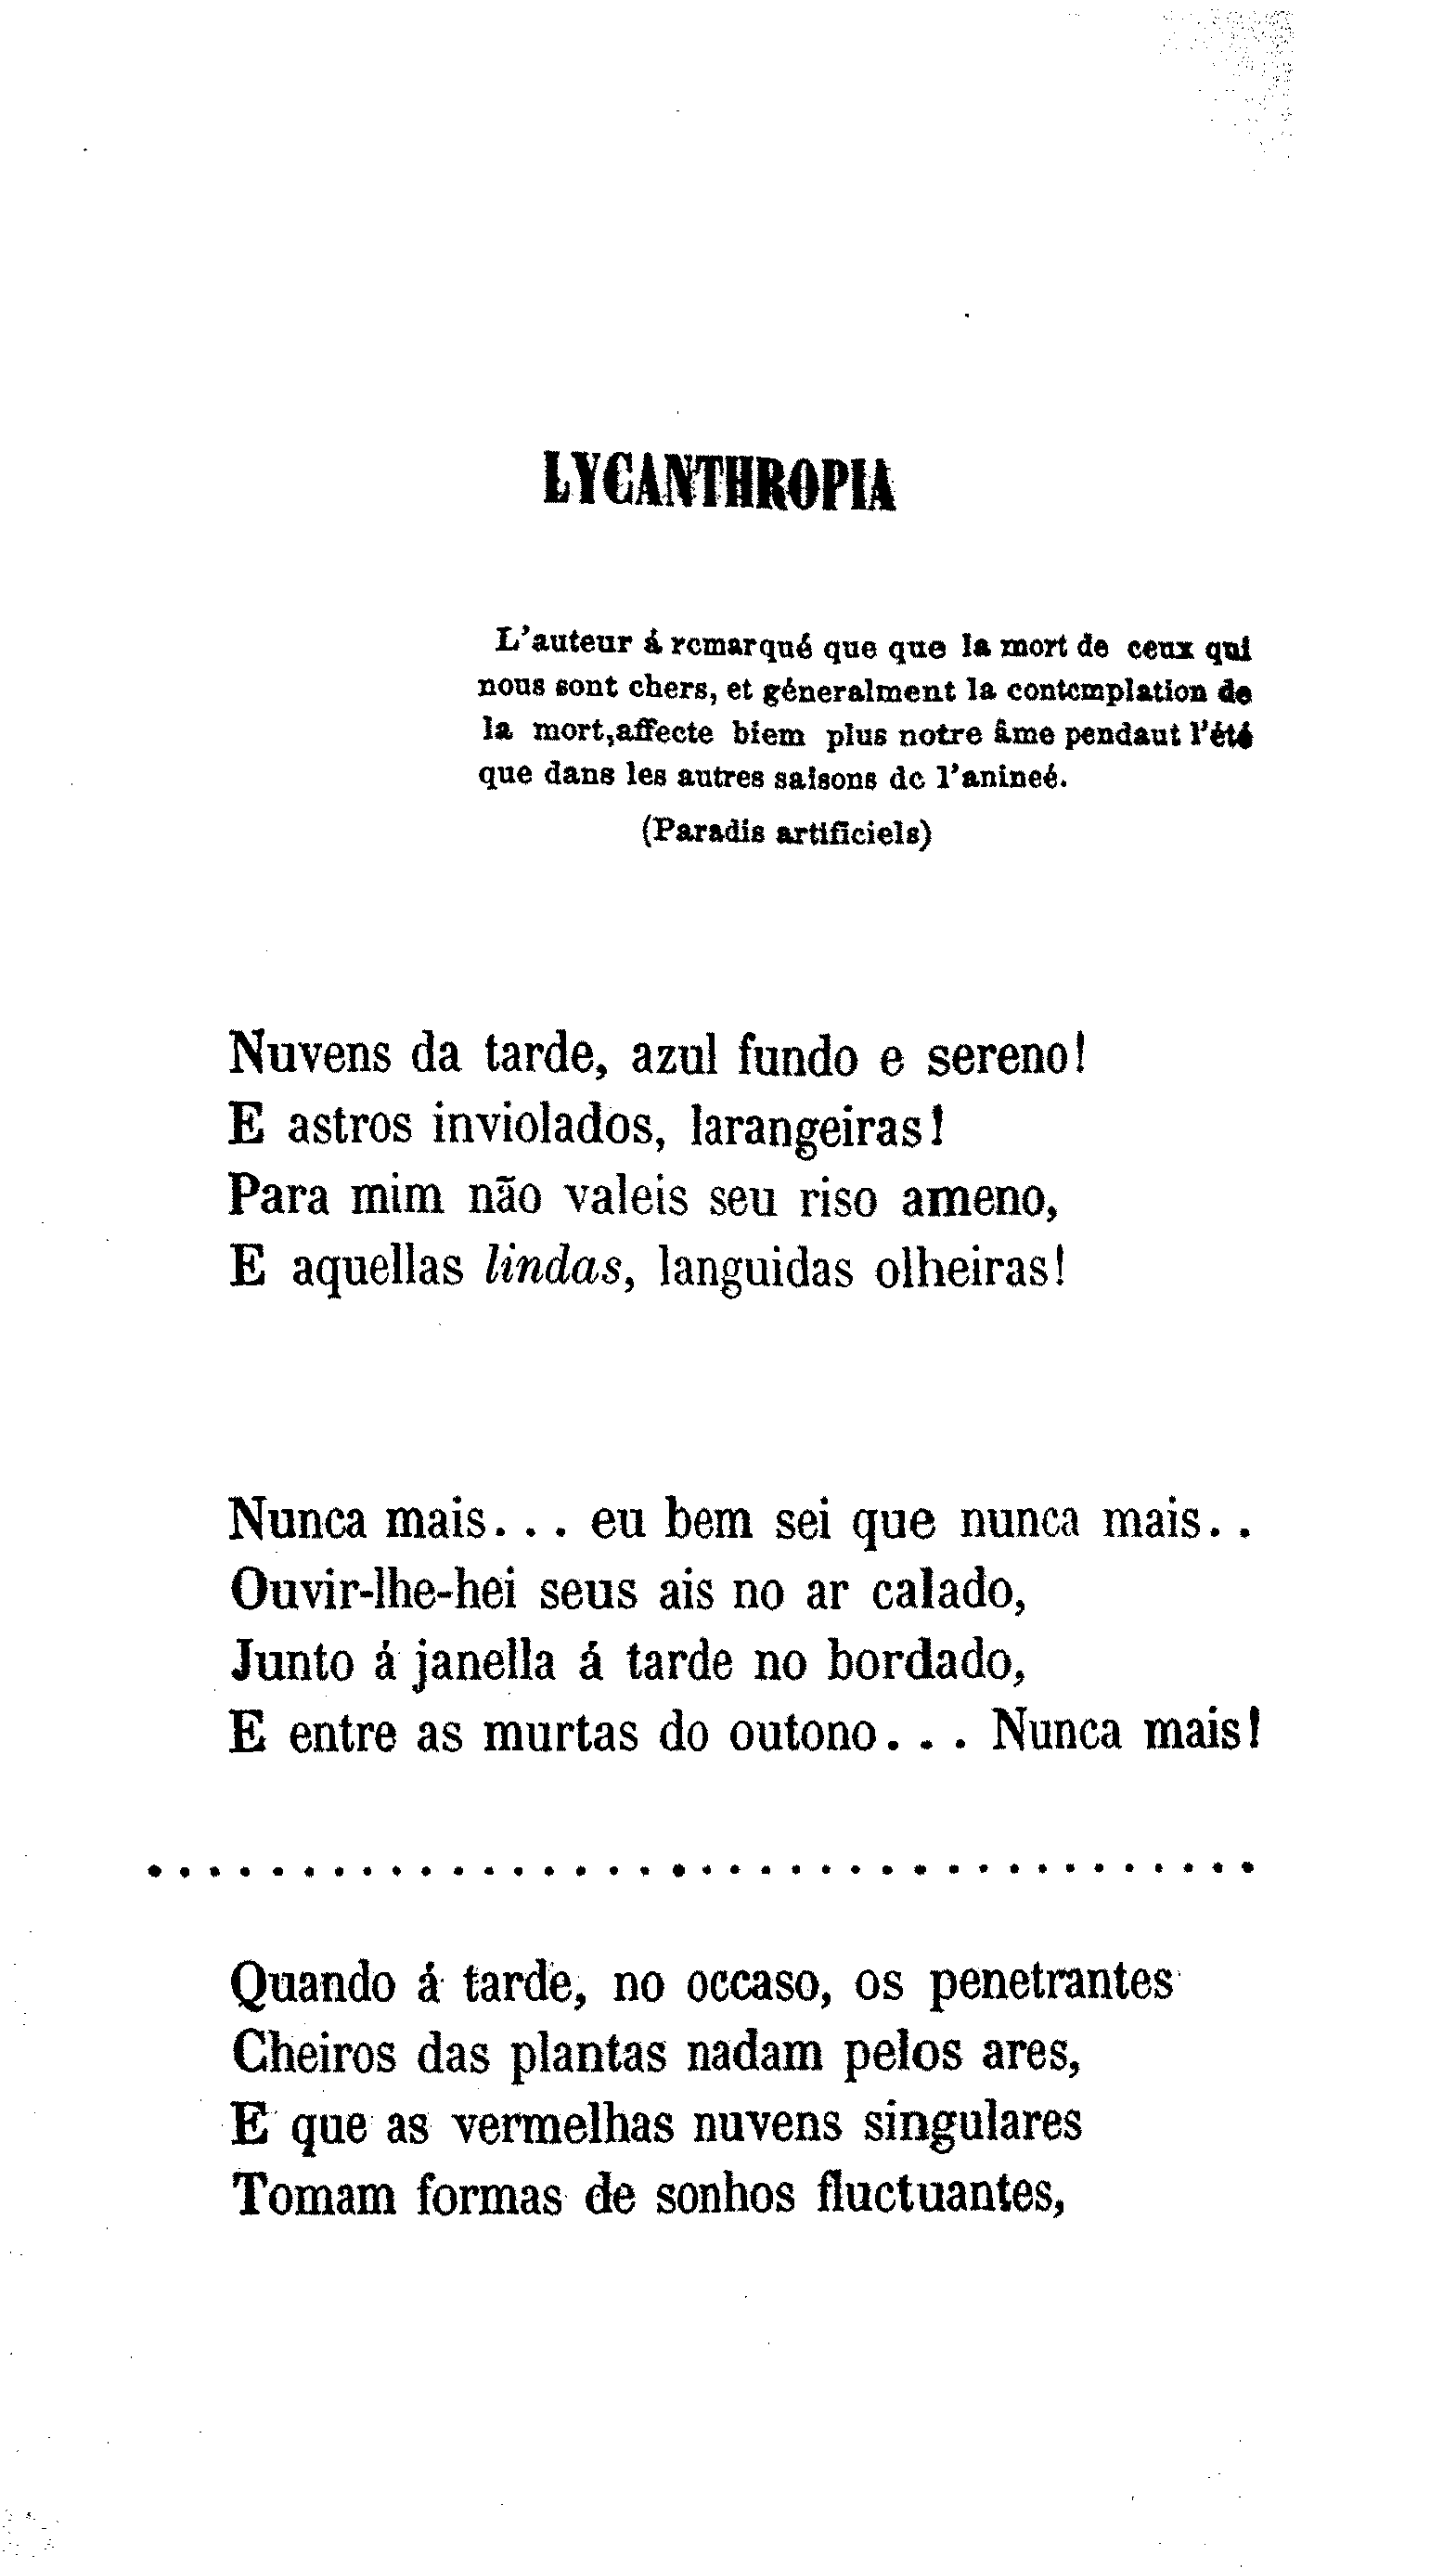 LYCANTHROPIA
L'auteur á remarqué que que la mort de ceux qui
nous sont chers, et géneralment la contemplation de
la mort,affecte biem plus notre âme pendaut l'été
que dans les autres saisons de l'anineé.
(Paradis artificiels)
Nuvens da tarde, azul fundo e sereno!
E astros inviolados, larangeiras!
Para mim não valeis seu riso ameno,
E aquellas lindas, languidas olheiras!
Nunca mais... eu bem sei que nunca mais..
Ouvir-lhe-hei seus ais no ar calado,
Junto á janella á tarde no bordado,
E entre as murtas do outono... Nunca mais!
.....................................
Quando á tarde, no occaso, os penetrantes
Cheiros das plantas nadam pelos ares,
E que as vermelhas nuvens singulares
Tomam formas de sonhos fluctuantes,